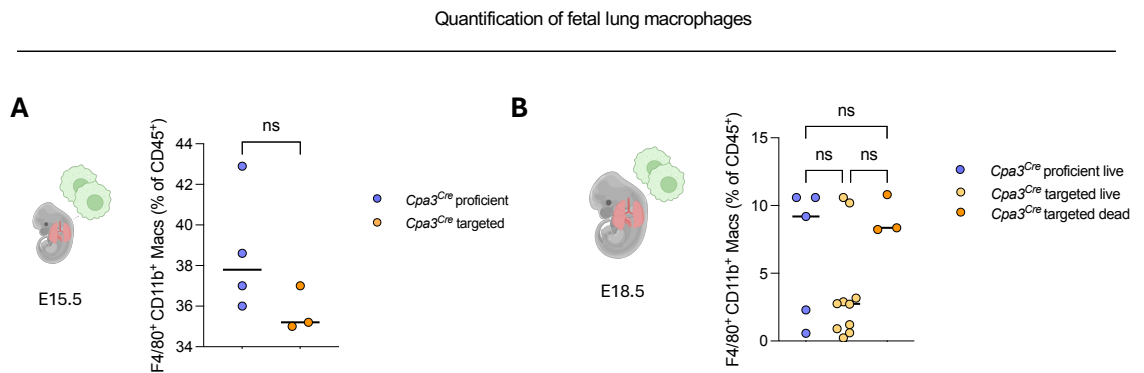 Quantification of fetal lung macrophages
A
E15.5
F4/80+ CD11b+ Macs (% of CD45+)
44
42
40
38
36
34
ns
Cpa3Cre proficient
Cpa3Cre targeted
B
E18.5
F4/80+ CD11b+ Macs (% of CD45+)
15
10
5
0
ns
ns
ns
Cpa3Cre proficient live
Cpa3Cre targeted live
Cpa3Cre targeted dead